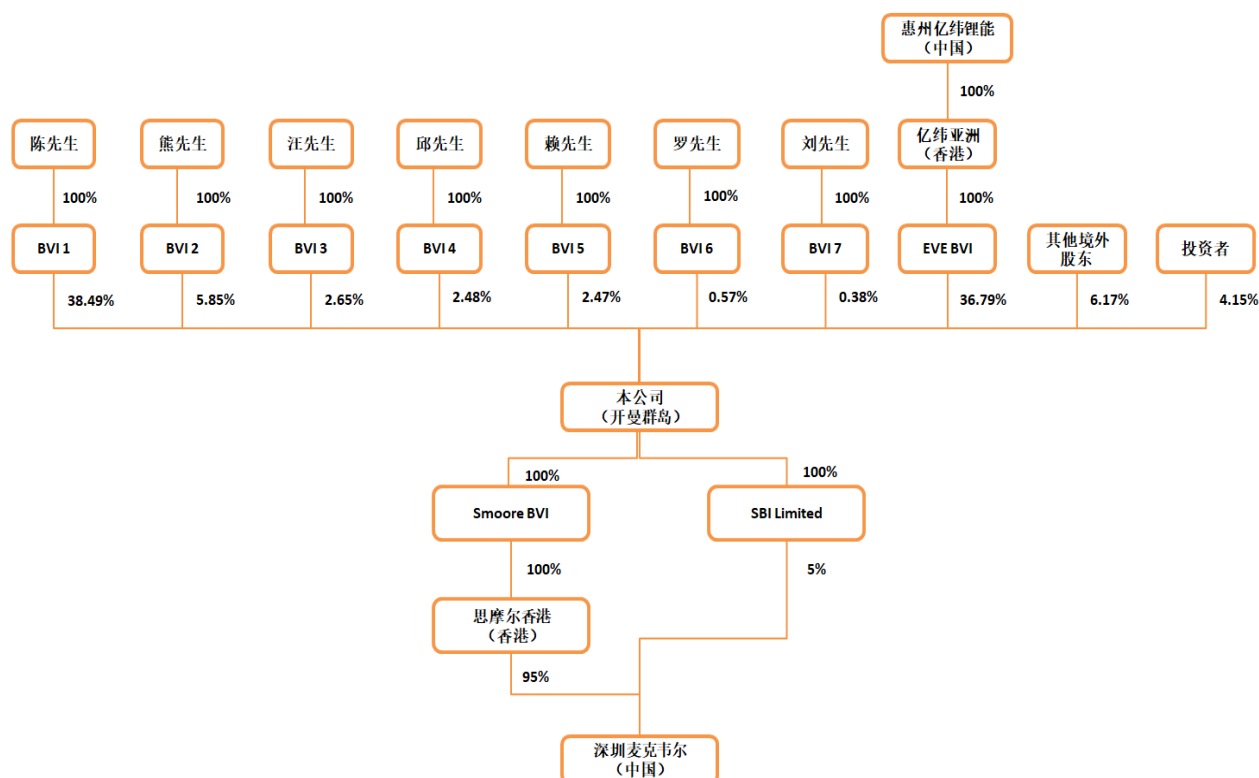 惠州亿纬锂能
（中国）
100%
陈先生
熊先生
汪先生
邱先生
赖先生
罗先生
刘先生
亿纬亚洲
（香港）
100%
100%
100%
100%
100%
100%
100%
100%
BVI 1
BVI 2
BVI 3
BVI 4
BVI 5
BVI 6
BVI 7
EVE BVI
其他境外
股东
投资者
38.49%
5.85%
2.65%
2.48%
2.47%
0.57%
0.38%
36.79%
6.17%
4.15%
本公司
（开曼群岛）
100%
100%
Smoore BVI
SBI Limited
100%
5%
思摩尔香港
（香港）
95%
深圳麦克韦尔
（中国）